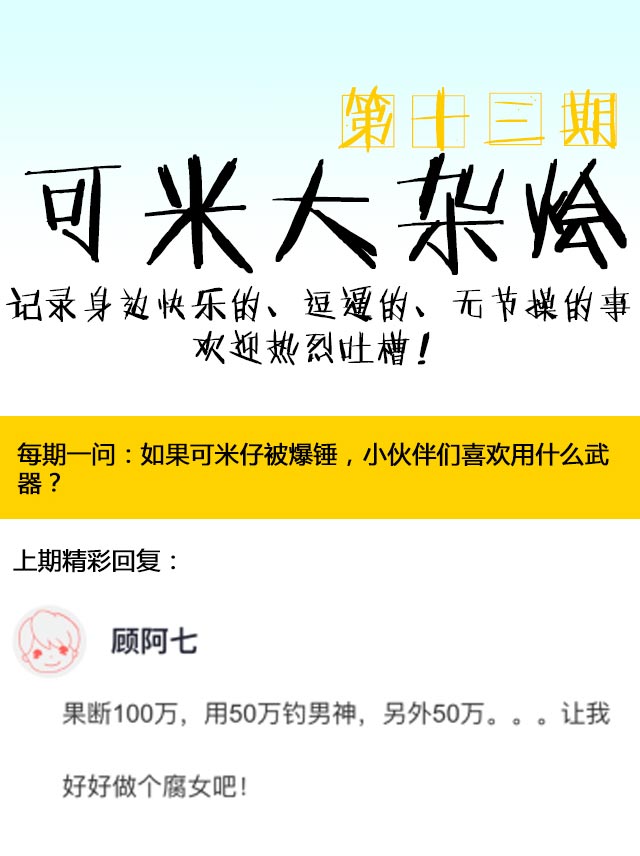 第十三期
可米大杂烩
记录身边快乐的、逗逼的、无节操的事
欢迎热烈吐槽！
每期一问：如果可米仔被爆锤，小伙伴们喜欢用什么武
器？
上期精彩回复：
顾阿七
果断100万，用50万钓男神，另外50万。。。让我
好好做个腐女吧！